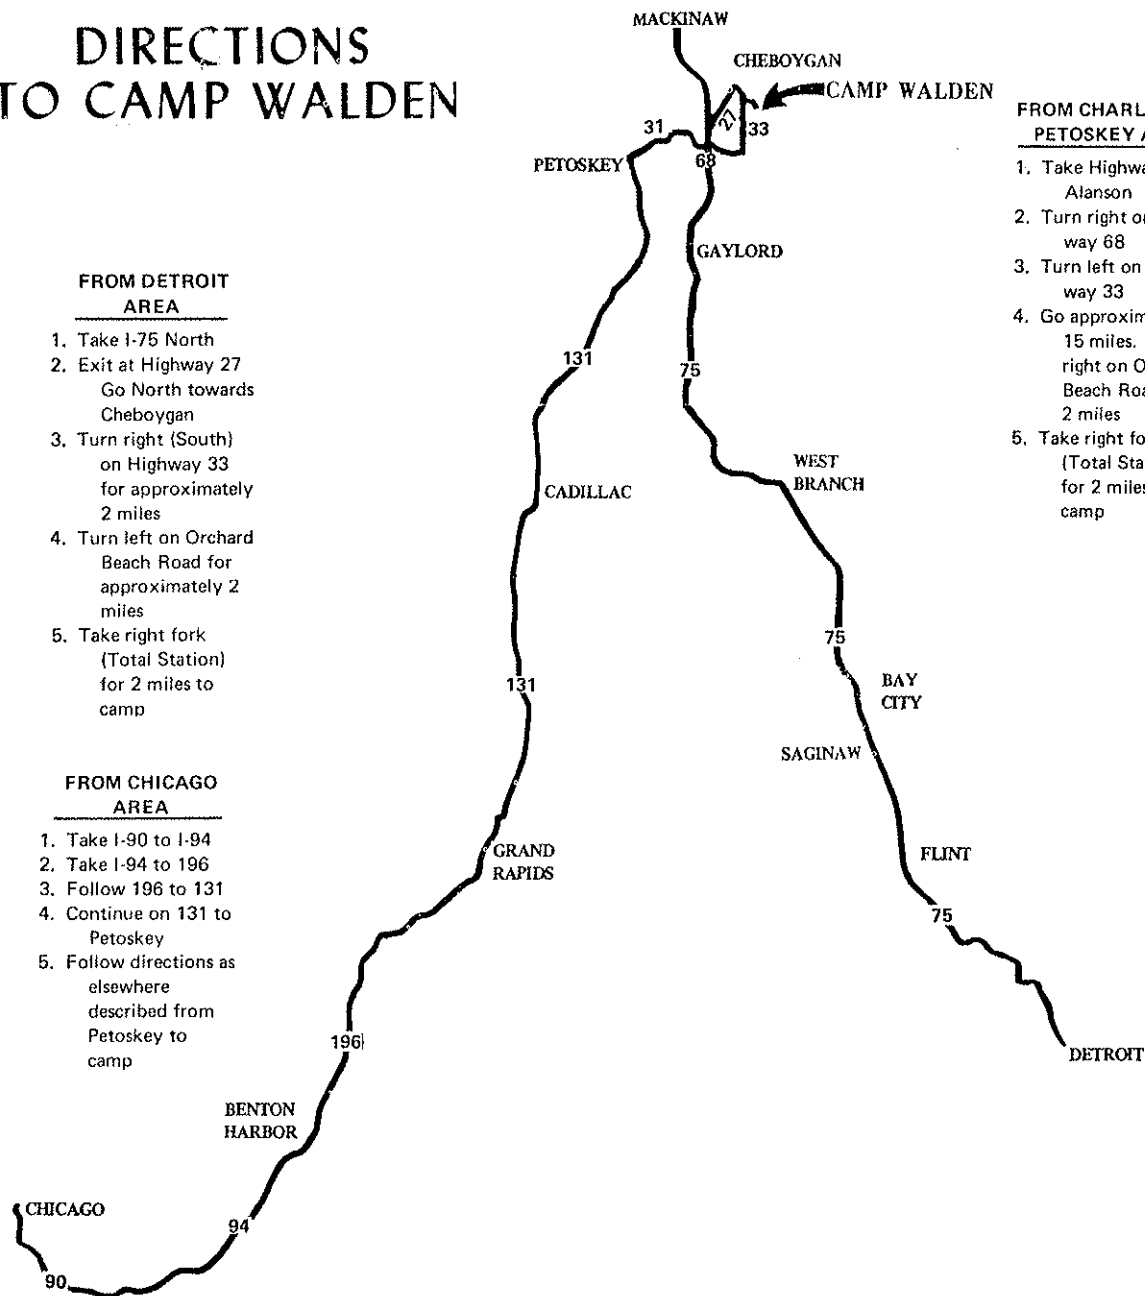 DIRECTIONS
TO CAMP WALDEN
MACKINAW
CHEBOYGAN
CAMP WALDEN
31
27
33
68
PETOSKEY
GAYLORD
131
75
WEST
BRANCH
CADILLAC
75
131
BAY
CITY
SAGINAW
GRAND
RAPIDS
FLINT
75
196
DETROIT
BENTON
HARBOR
CHICAGO
94
90
FROM DETROIT
AREA
1. Take I-75 North
2. Exit at Highway 27
Go North towards
Cheboygan
3. Turn right (South)
on Highway 33
for approximately
2 miles
4. Turn left on Orchard
Beach Road for
approximately 2
miles
5. Take right fork
(Total Station)
for 2 miles to
camp
FROM CHICAGO
AREA
1. Take I-90 to I-94
2. Take I-94 to 196
3. Follow 196 to 131
4. Continue on 131 to
Petoskey
5. Follow directions as
elsewhere
described from
Petoskey to
camp
FROM CHARL
PETOSKEY
1. Take Highwa
Alanson
2. Turn right o
way 68
3. Turn left on
way 33
4. Go approxim
15 miles.
right on O
Beach Roa
2 miles
5. Take right fo
(Total Sta
for 2 miles
camp